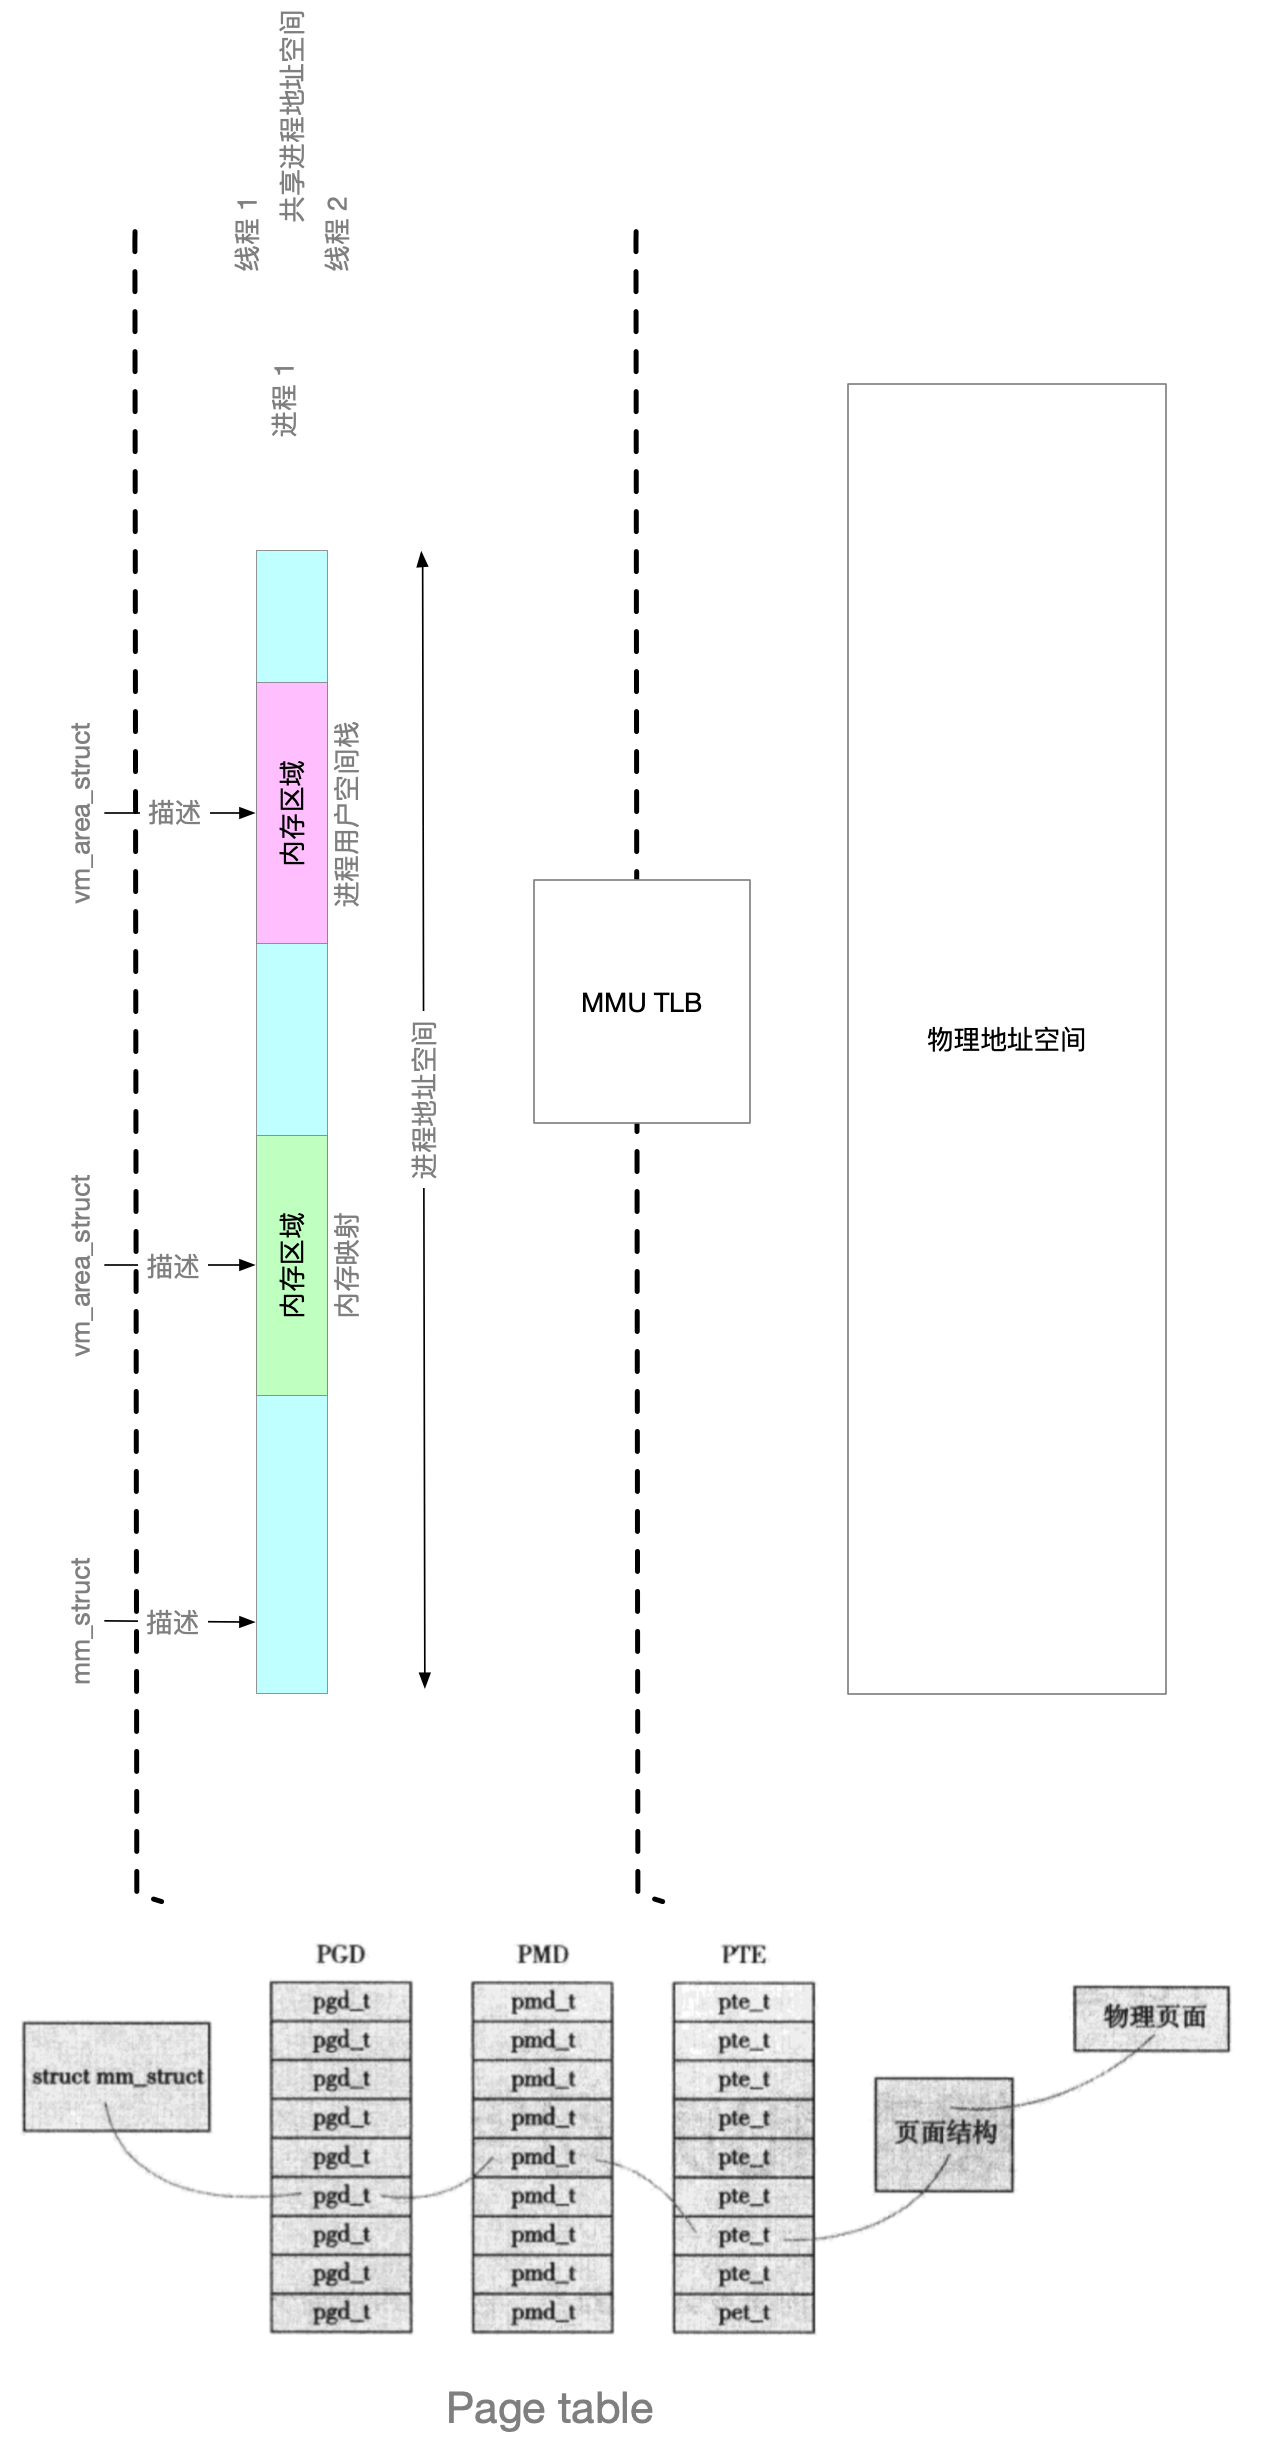 共享进程地址空间
线程 1
线程 2
进程 1
vm_area_struct
描述
内存区域
进程用户空间栈
MMU TLB
物理地址空间
进程地址空间
vm_area_struct
描述
内存区域
内存映射
mm_struct
描述
PGD
PMD
PTE
struct mm_struct
pgd_t
pgd_t
pgd_t
pgd_t
pgd_t
pgd_t
pgd_t
pgd_t
pgd_t
pmd_t
pmd_t
pmd_t
pmd_t
pmd_t
pmd_t
pmd_t
pmd_t
pmd_t
pte_t
pte_t
pte_t
pte_t
pte_t
pte_t
pte_t
pte_t
pet_t
页面结构
物理页面
Page table